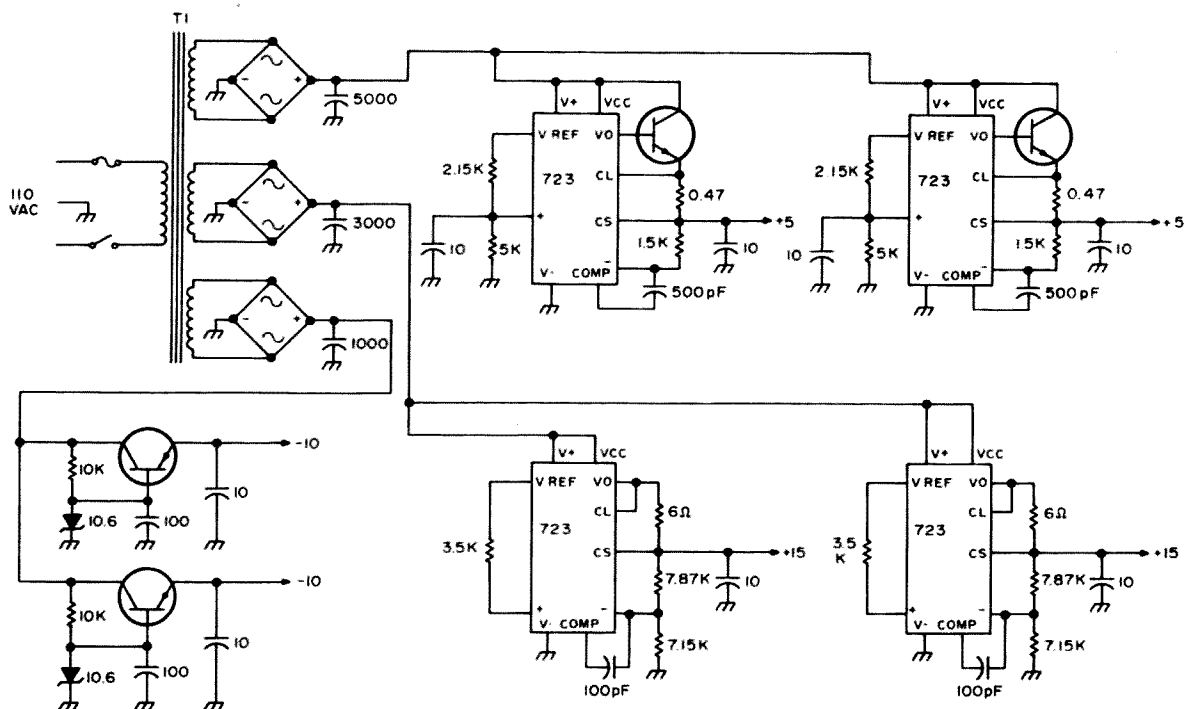 T1
5000
110
VAC
3000
1000
V+
VCC
V REF
VO
2.15K
723
CL
0.47
+
CS
+5
10
5K
1.5K
10
V-
COMP
-
500pF
V+
VCC
V REF
VO
2.15K
723
CL
0.47
+
CS
+5
10
5K
1.5K
10
V-
COMP
-
500pF
-10
10K
10
10.6
100
-10
10K
10
10.6
100
V+
VCC
V REF
VO
CL
6Ω
723
3.5K
CS
+15
7.87K
10
+
-
V-
COMP
7.15K
100pF
V+
VCC
V REF
VO
CL
6Ω
723
3.5
K
CS
+15
7.87K
10
+
-
V-
COMP
7.15K
100pF
-
+
-
+
-
+